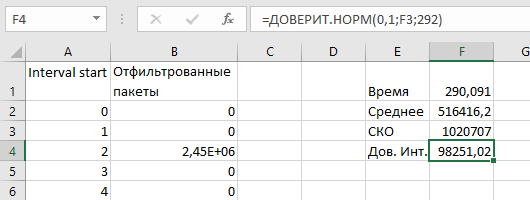 F4 fx =ДОВЕРИТ.НОРМ(0,1;F3;292)
A B C D E F G
1 Interval start Отфильтрованные пакеты Время 290,091
2 0 0 Среднее 516416,2
3 1 0 СКО 1020707
4 2 2,45E+06 Дов. Инт. 98251,02
5 3 0
6 4 0